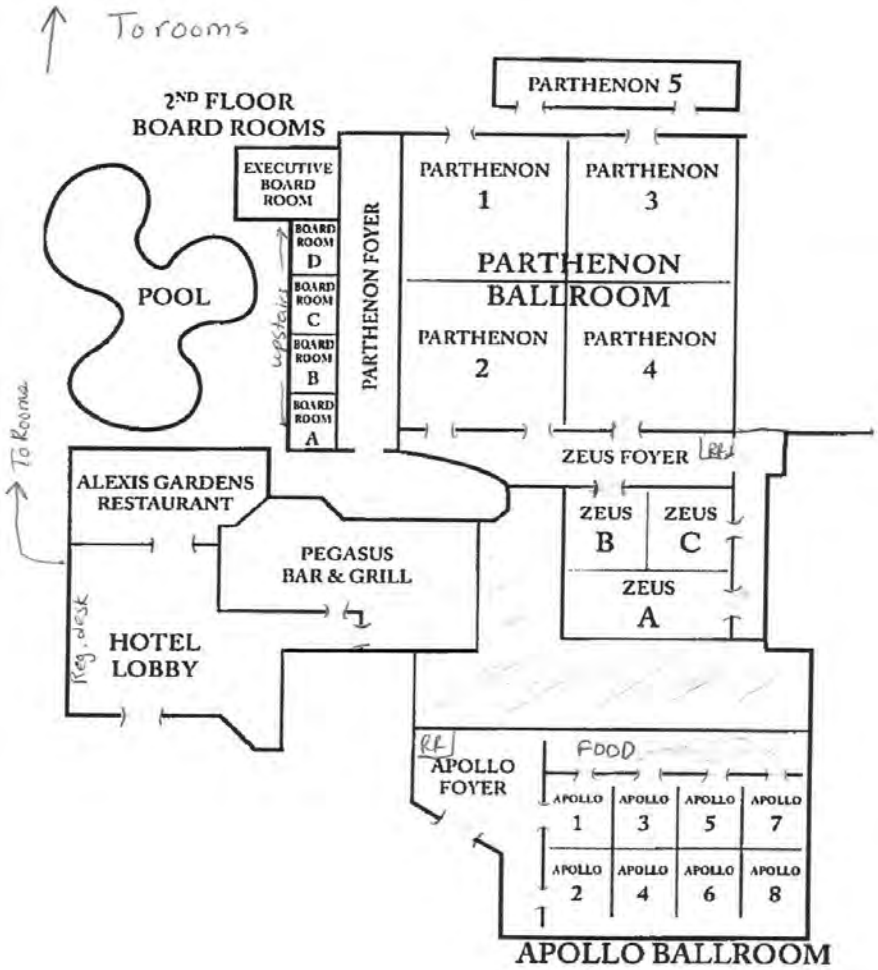 To rooms
PARTHENON 5
2ND FLOOR
BOARD ROOMS
EXECUTIVE
BOARD
ROOM
BOARD
ROOM
D
BOARD
ROOM
C
BOARD
ROOM
B
BOARD
ROOM
A
upstairs
POOL
PARTHENON FOYER
PARTHENON
1
PARTHENON
3
PARTHENON
BALLROOM
PARTHENON
2
PARTHENON
4
To Rooms
ZEUS FOYER
RR
ALEXIS GARDENS
RESTAURANT
ZEUS
B
ZEUS
C
ZEUS
A
PEGASUS
BAR & GRILL
Reg. desk
HOTEL
LOBBY
RR
APOLLO
FOYER
FOOD
APOLLO
1
APOLLO
3
APOLLO
5
APOLLO
7
APOLLO
2
APOLLO
4
APOLLO
6
APOLLO
8
APOLLO BALLROOM